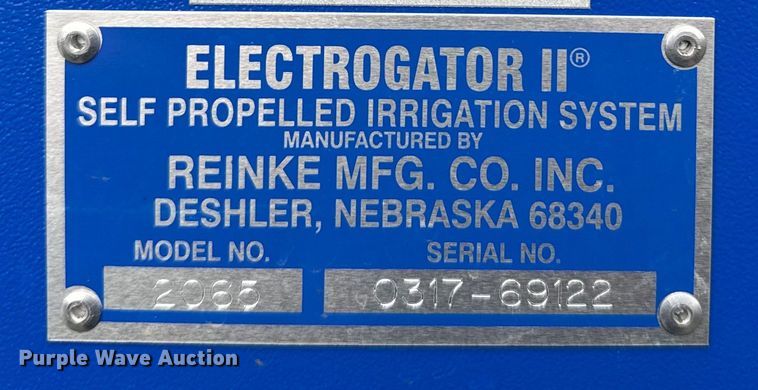 ELECTROGATOR II®
SELF PROPELLED IRRIGATION SYSTEM
MANUFACTURED BY
REINKE MFG. CO. INC.
DESHLER, NEBRASKA 68340
MODEL NO. SERIAL NO.
2065 0317-69122
Purple Wave Auction